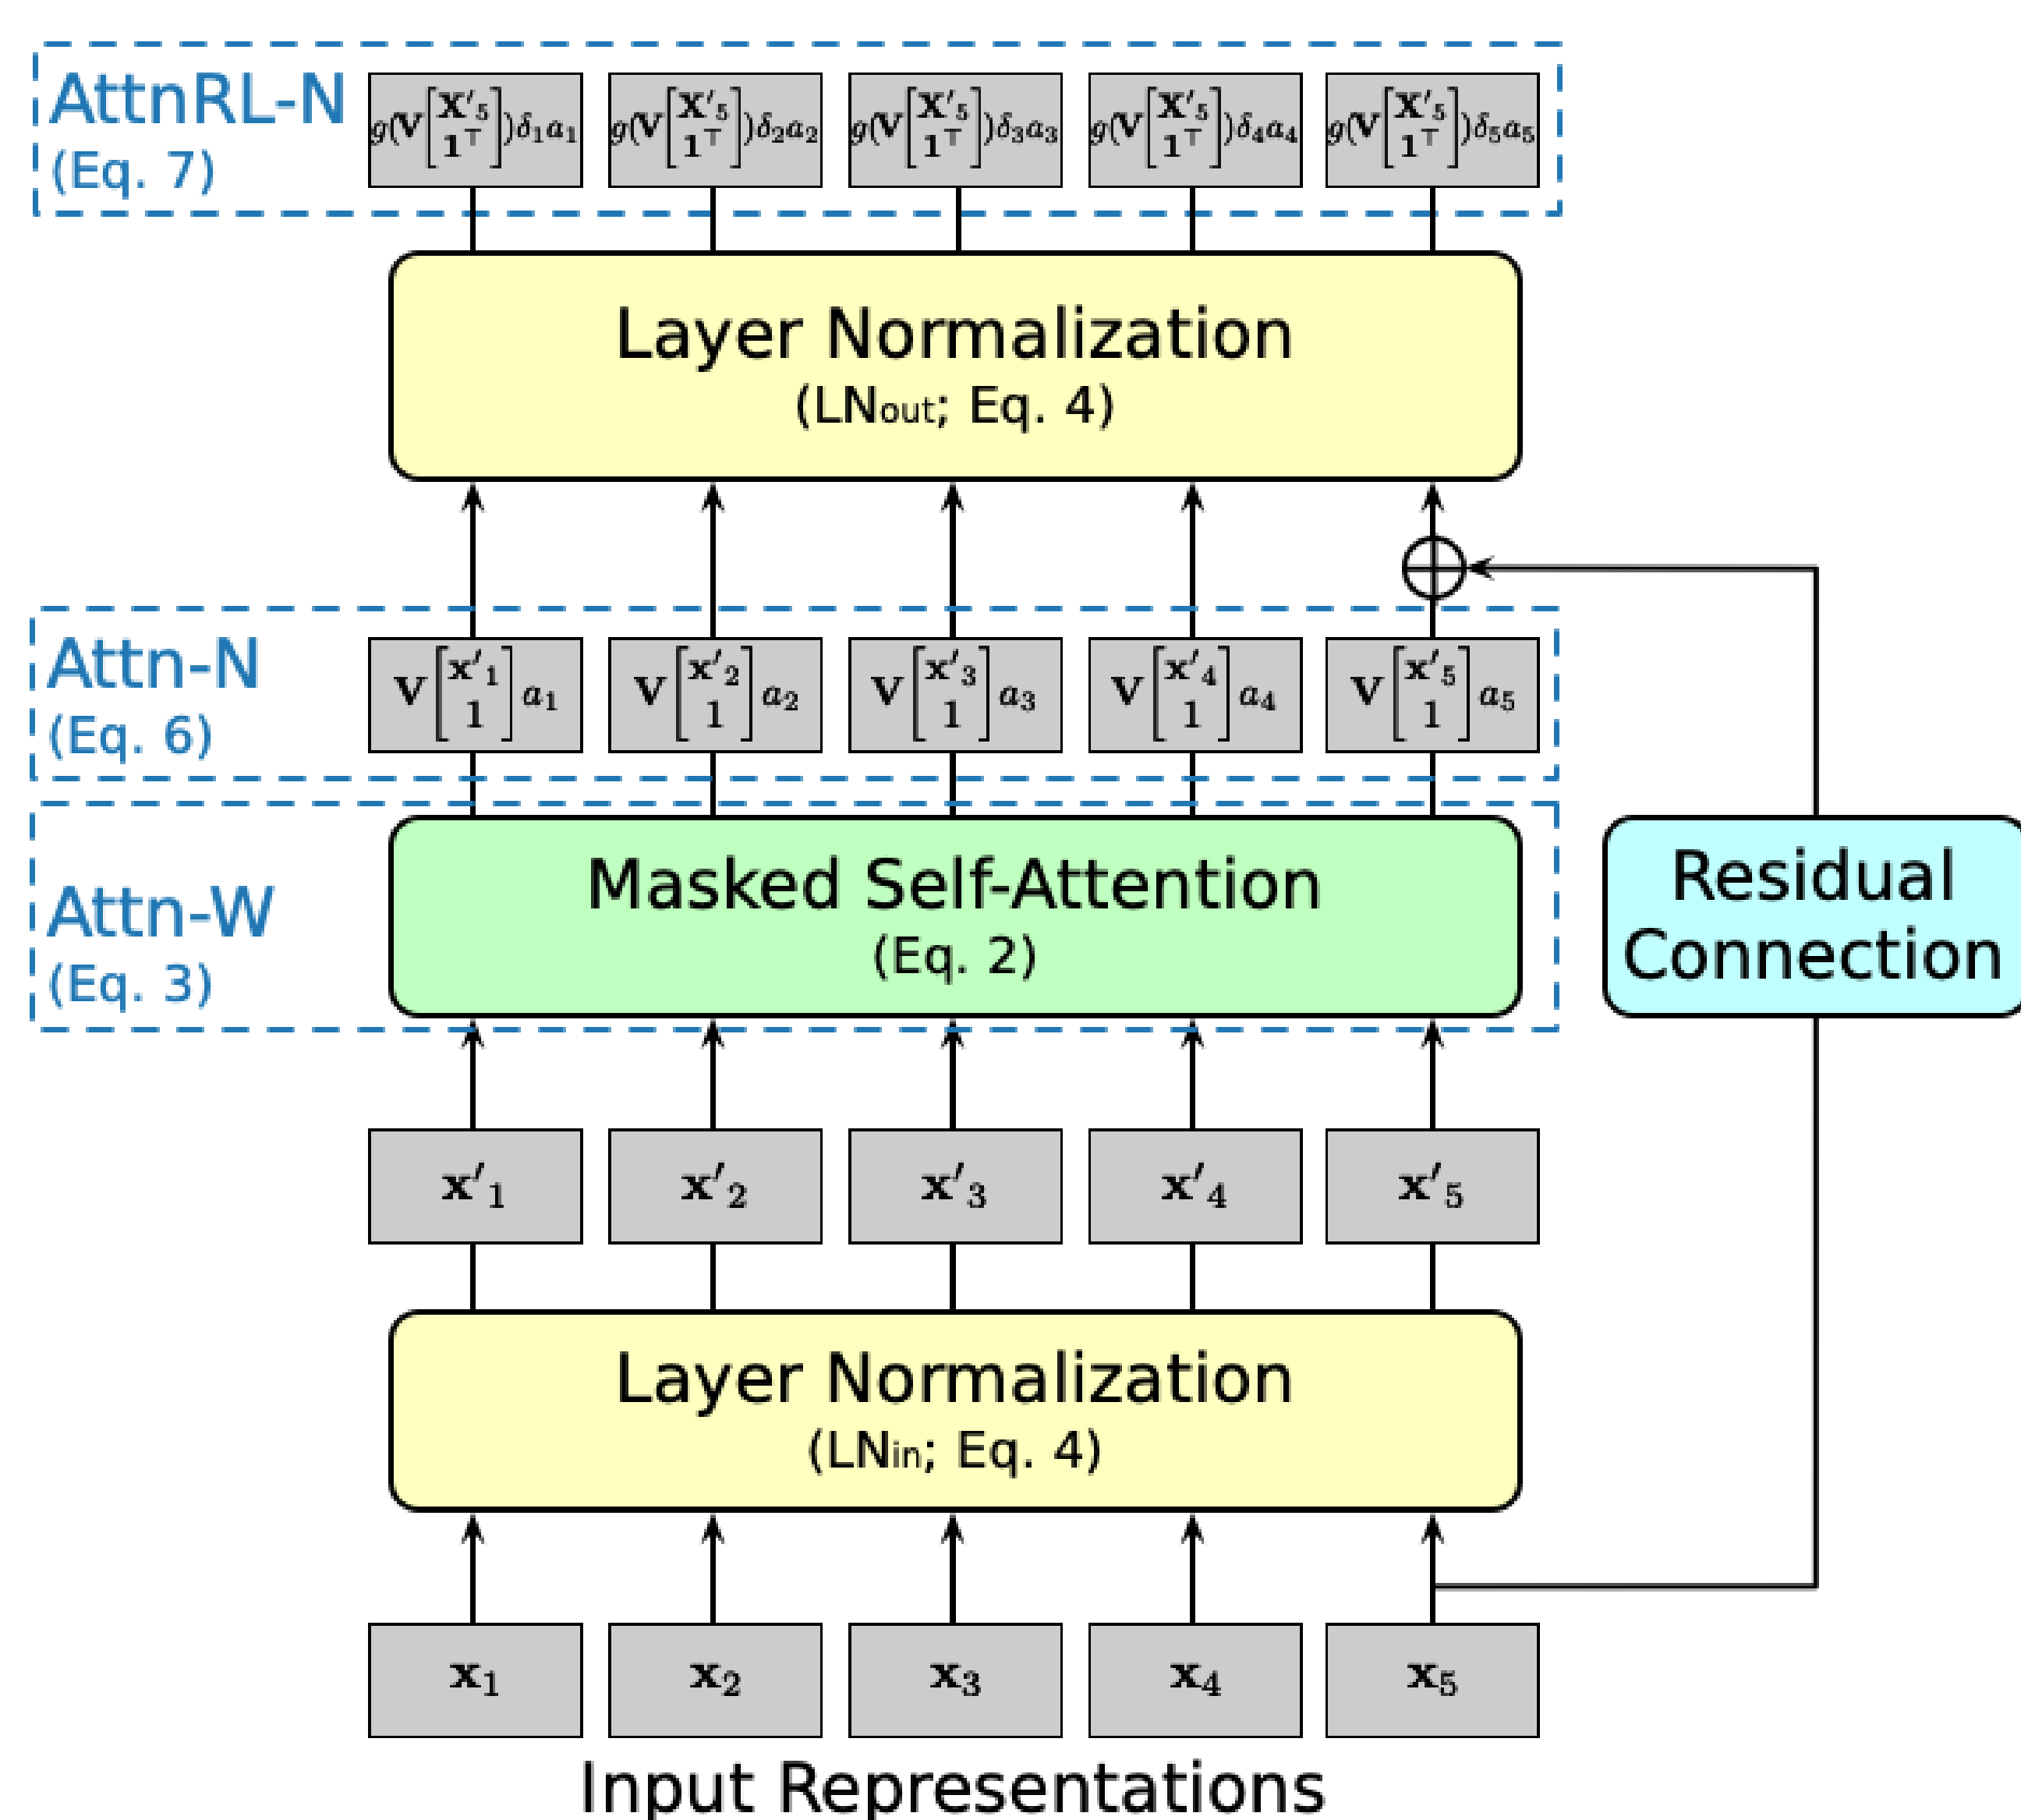 AttnRL-N
(Eq. 7)
g(V[X′₅ 1⊤])δ₁a₁ g(V[X′₅ 1⊤])δ₂a₂ g(V[X′₅ 1⊤])δ₃a₃ g(V[X′₅ 1⊤])δ₄a₄ g(V[X′₅ 1⊤])δ₅a₅
Layer Normalization
(LNout; Eq. 4)
Attn-N
(Eq. 6)
V[x′₁ 1]a₁ V[x′₂ 1]a₂ V[x′₃ 1]a₃ V[x′₄ 1]a₄ V[x′₅ 1]a₅
Attn-W
(Eq. 3)
Masked Self-Attention
(Eq. 2)
Residual
Connection
x′₁ x′₂ x′₃ x′₄ x′₅
Layer Normalization
(LNin; Eq. 4)
x₁ x₂ x₃ x₄ x₅
Input Representations